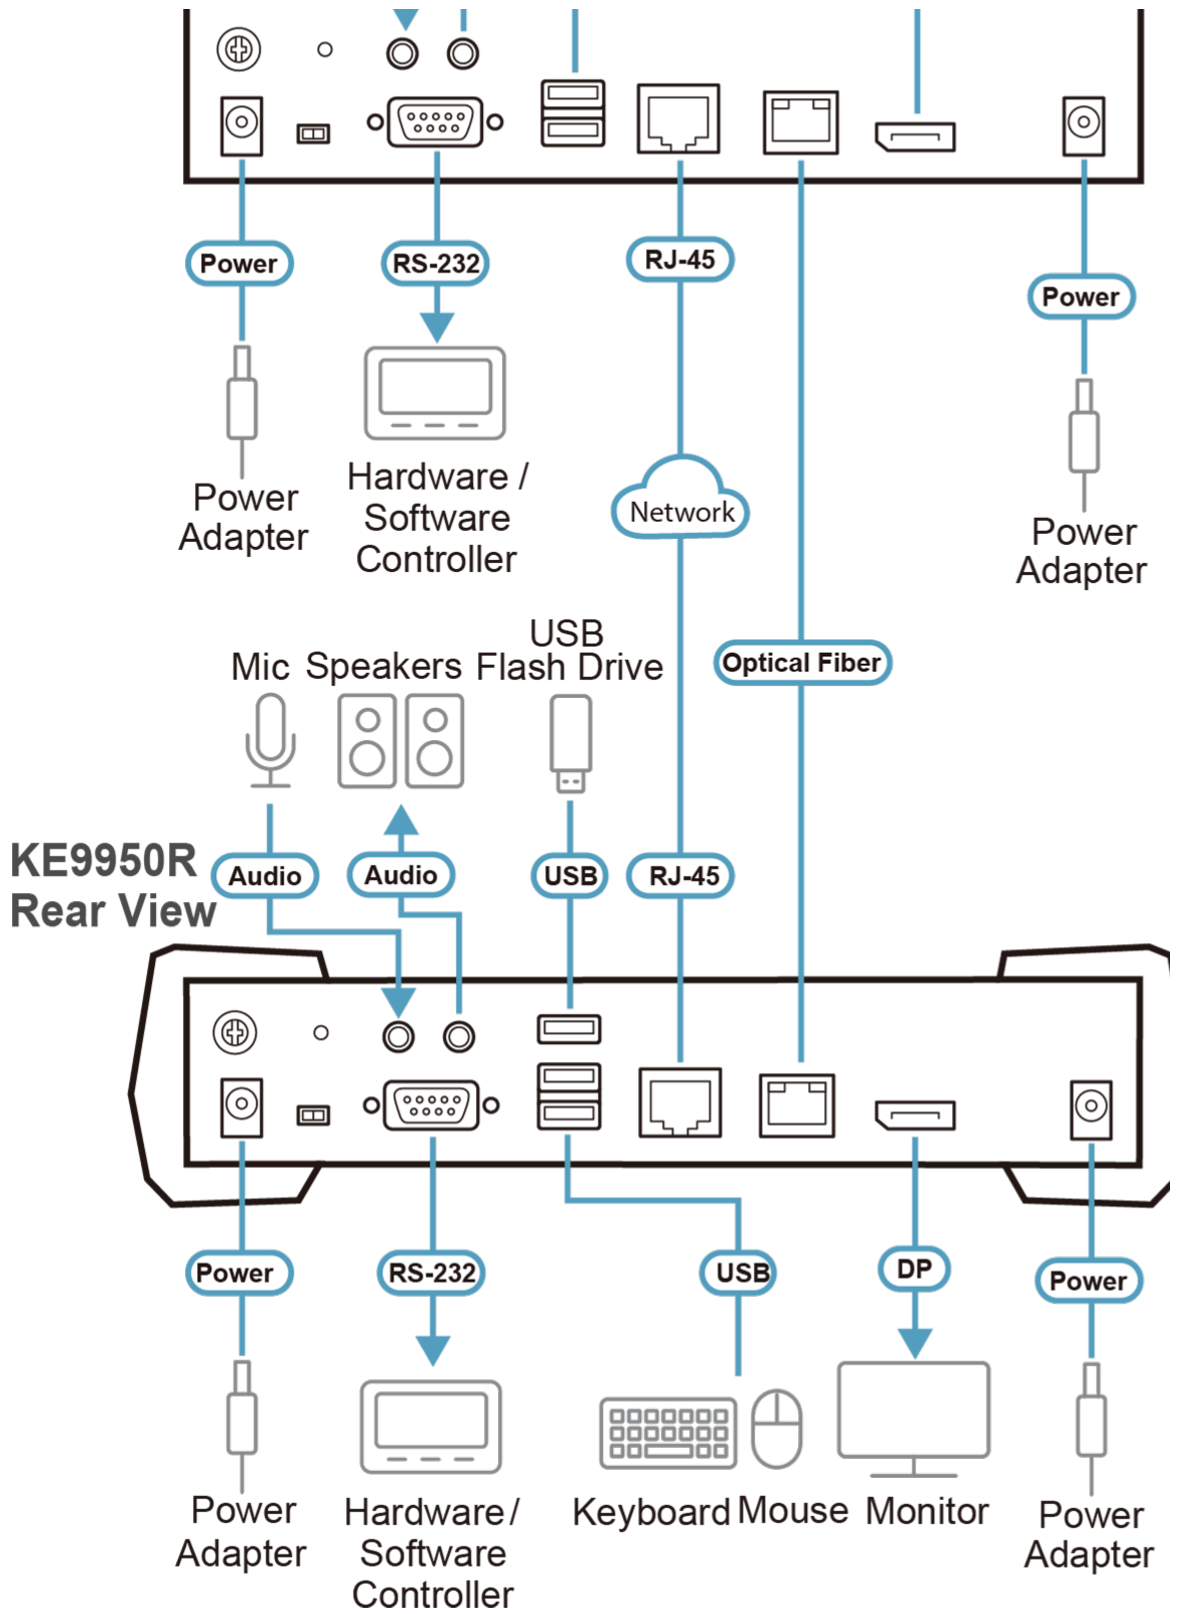 Power
RS-232
RJ-45
Power
Hardware /
Software
Controller
Power
Adapter
Network
Power
Adapter
USB
Flash Drive
Mic
Speakers
Optical Fiber
KE9950R
Rear View
Audio
Audio
USB
RJ-45
Power
RS-232
USB
DP
Power
Power
Adapter
Hardware /
Software
Controller
Keyboard
Mouse
Monitor
Power
Adapter